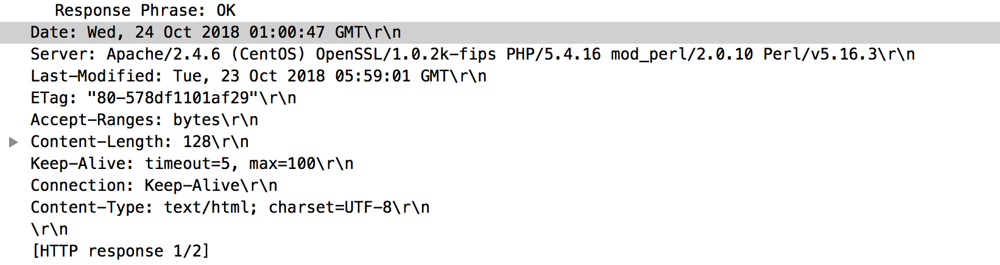 Response Phrase: OK
Date: Wed, 24 Oct 2018 01:00:47 GMT\r\n
Server: Apache/2.4.6 (CentOS) OpenSSL/1.0.2k-fips PHP/5.4.16 mod_perl/2.0.10 Perl/v5.16.3\r\n
Last-Modified: Tue, 23 Oct 2018 05:59:01 GMT\r\n
ETag: "80-578df1101af29"\r\n
Accept-Ranges: bytes\r\n
Content-Length: 128\r\n
Keep-Alive: timeout=5, max=100\r\n
Connection: Keep-Alive\r\n
Content-Type: text/html; charset=UTF-8\r\n
\r\n
[HTTP response 1/2]